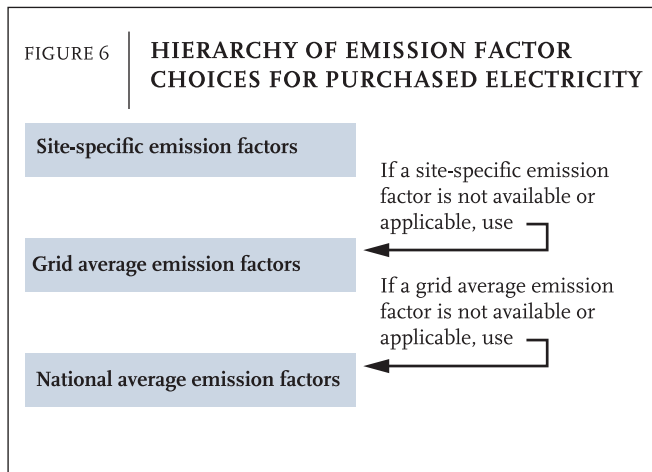 FIGURE 6
HIERARCHY OF EMISSION FACTOR
CHOICES FOR PURCHASED ELECTRICITY
Site-specific emission factors
If a site-specific emission
factor is not available or
applicable, use
Grid average emission factors
If a grid average emission
factor is not available or
applicable, use
National average emission factors